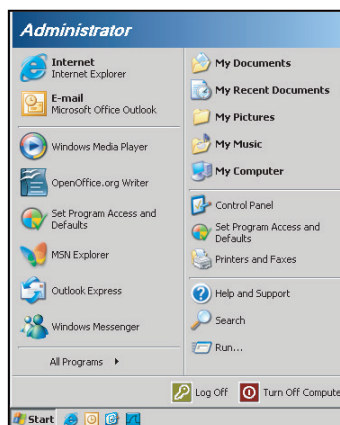 Administrator
Internet
Internet Explorer
E-mail
Microsoft Office Outlook
Windows Media Player
OpenOffice.org Writer
Set Program Access and
Defaults
MSN Explorer
Outlook Express
Windows Messenger
All Programs
My Documents
My Recent Documents
My Pictures
My Music
My Computer
Control Panel
Set Program Access and
Defaults
Printers and Faxes
Help and Support
Search
Run...
Log Off
Turn Off Compute
Start